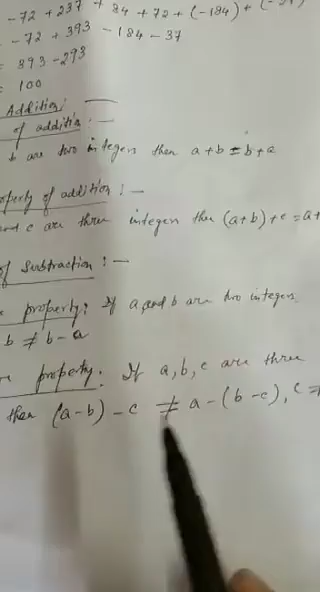 -72 + 237 + 84 + 72 + (-184) + (-37)
- 72 + 393 - 184 - 37
= 393 - 293
= 100
Addition:
of addition : -
b are two integers then a + b = b + a
operty of addition : -
and c are three integers then (a+b) + c = a +
of subtraction : -
property: If a, and b are two integers
b ≠ b - a
property: If a, b, c are three
then (a - b) - c ≠ a - (b - c), c